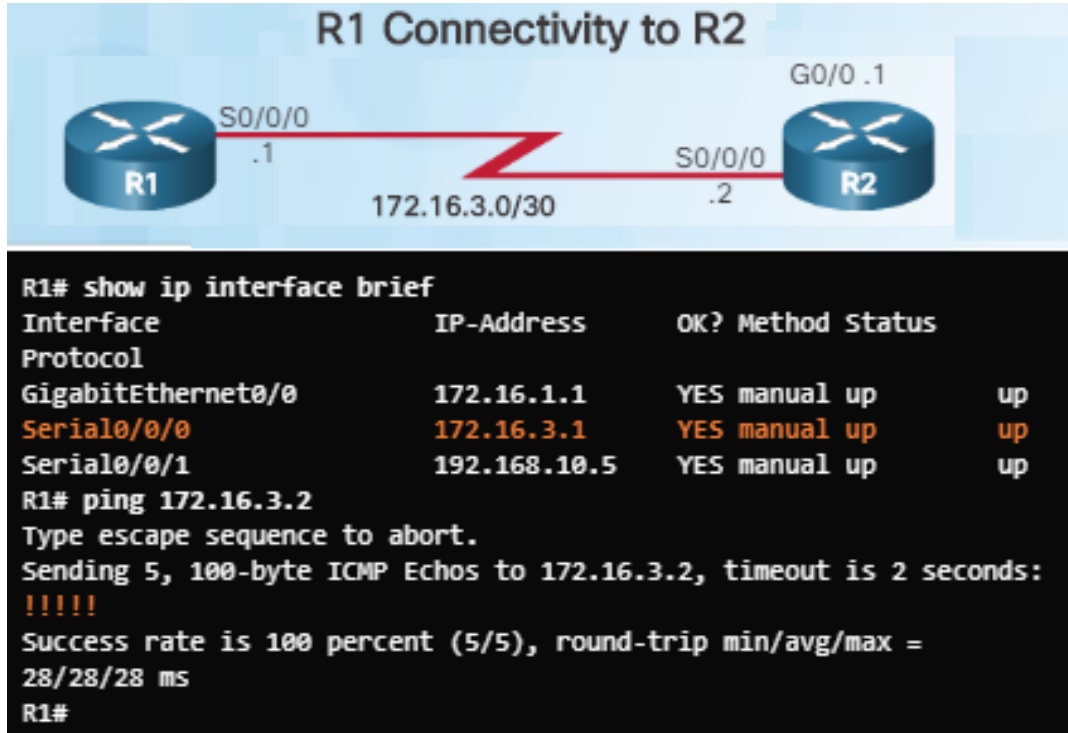 R1 Connectivity to R2
G0/0 .1
S0/0/0
.1
S0/0/0
.2
R1
R2
172.16.3.0/30
R1# show ip interface brief
Interface IP-Address OK? Method Status
Protocol
GigabitEthernet0/0 172.16.1.1 YES manual up up
Serial0/0/0 172.16.3.1 YES manual up up
Serial0/0/1 192.168.10.5 YES manual up up
R1# ping 172.16.3.2
Type escape sequence to abort.
Sending 5, 100-byte ICMP Echos to 172.16.3.2, timeout is 2 seconds:
!!!!!
Success rate is 100 percent (5/5), round-trip min/avg/max =
28/28/28 ms
R1#